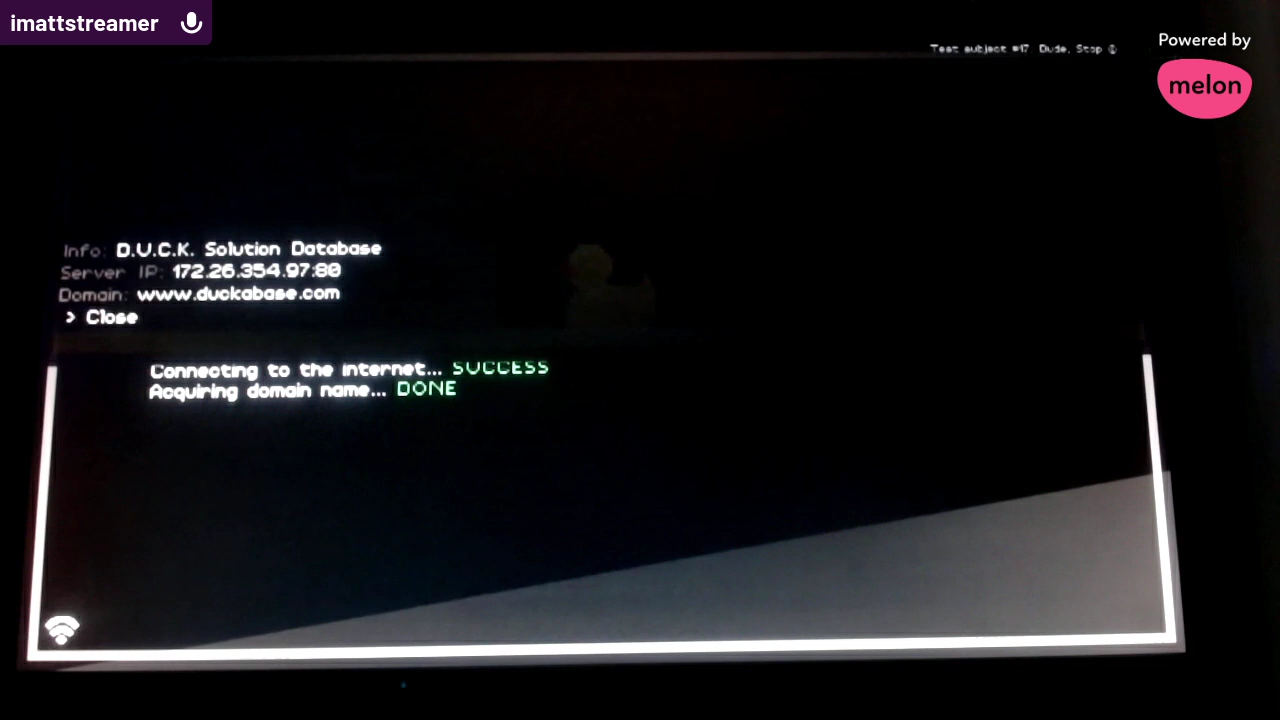 imattstreamer
Test subject #17 Dude, Stop
Powered by
melon
Info: D.U.C.K. Solution Database
Server IP: 172.26.354.97:80
Domain: www.duckabase.com
> Close
Connecting to the internet... SUCCESS
Acquiring domain name... DONE